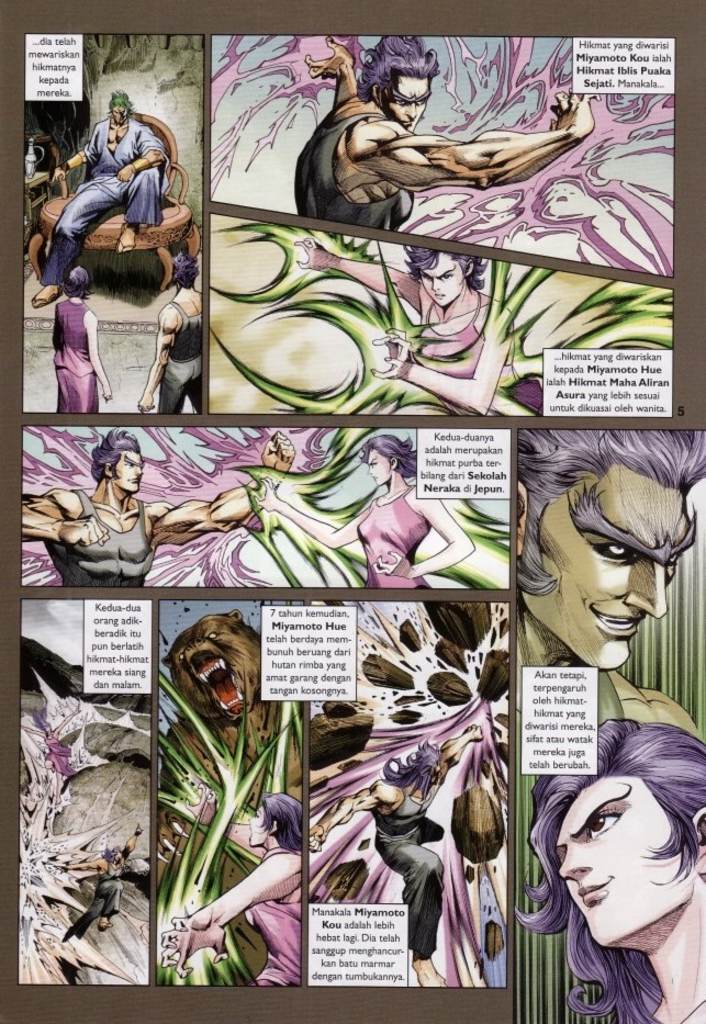 ...dia telah
mewariskan
hikmatnya
kepada
mereka.
Hikmat yang diwarisi
Miyamoto Kou ialah
Hikmat Iblis Puaka
Sejati. Manakala...
...hikmat yang diwariskan
kepada Miyamoto Hue
ialah Hikmat Maha Aliran
Asura yang lebih sesuai
untuk dikuasai oleh wanita.
5
Kedua-duanya
adalah merupakan
hikmat purba ter-
bilang dari Sekolah
Neraka di Jepun.
Kedua-dua
orang adik-
beradik itu
pun berlatih
hikmat-hikmat
siang dan malam.
7 tahun kemudian,
Miyamoto Hue
telah berdaya mem-
bunuh beruang dari
hutan rimba yang
amat garang dengan
tangan kosongnya.
Manakala Miyamoto
Kou adalah lebih
hebat lagi. Dia telah
sanggup menghancur-
kan batu marmar
dengan tumbukannya.
Akan tetapi,
terpengaruh
oleh hikmat-
hikmat yang
diwarisi mereka,
sifat atau watak
mereka juga
telah berubah.